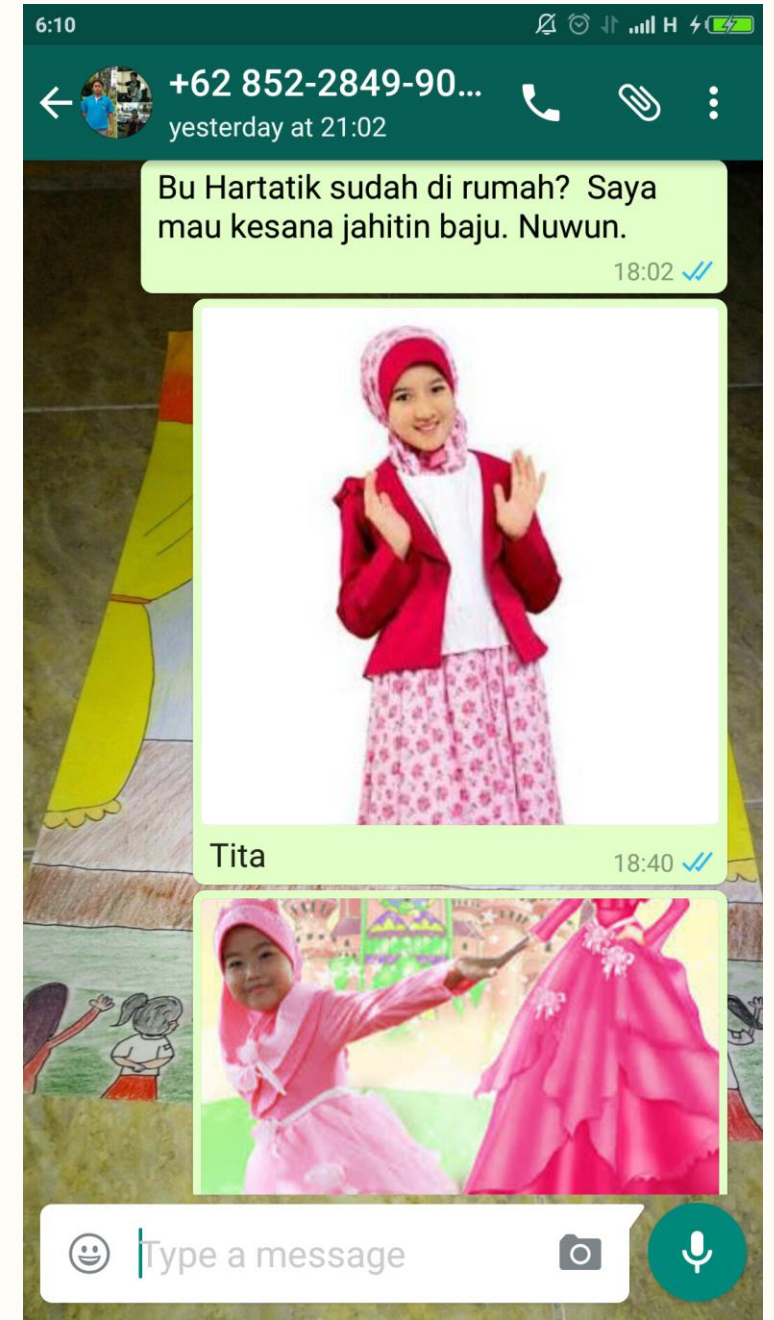 6:10
H
+62 852-2849-90...
yesterday at 21:02
Bu Hartatik sudah di rumah?  Saya
mau kesana jahitin baju. Nuwun.
18:02
Tita
18:40
Type a message